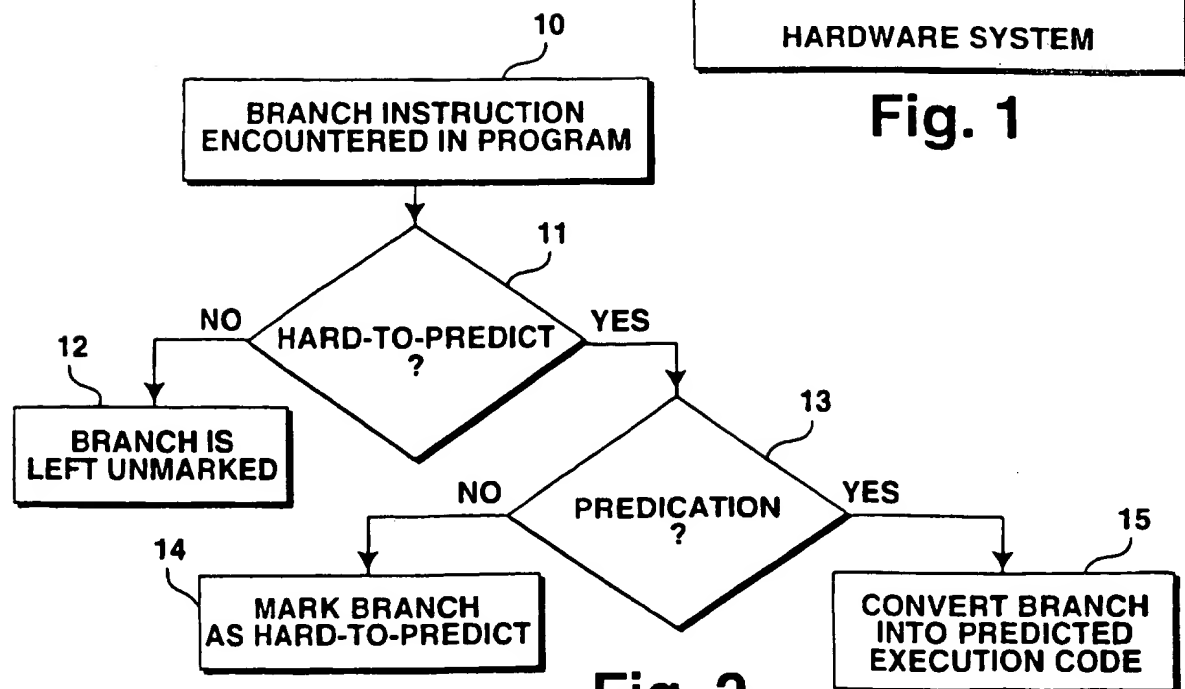 HARDWARE SYSTEM
Fig. 1
10
BRANCH INSTRUCTION
ENCOUNTERED IN PROGRAM
11
HARD-TO-PREDICT
?
NO
YES
12
BRANCH IS
LEFT UNMARKED
13
PREDICATION
?
NO
YES
14
MARK BRANCH
AS HARD-TO-PREDICT
15
CONVERT BRANCH
INTO PREDICTED
EXECUTION CODE
Fig. 2